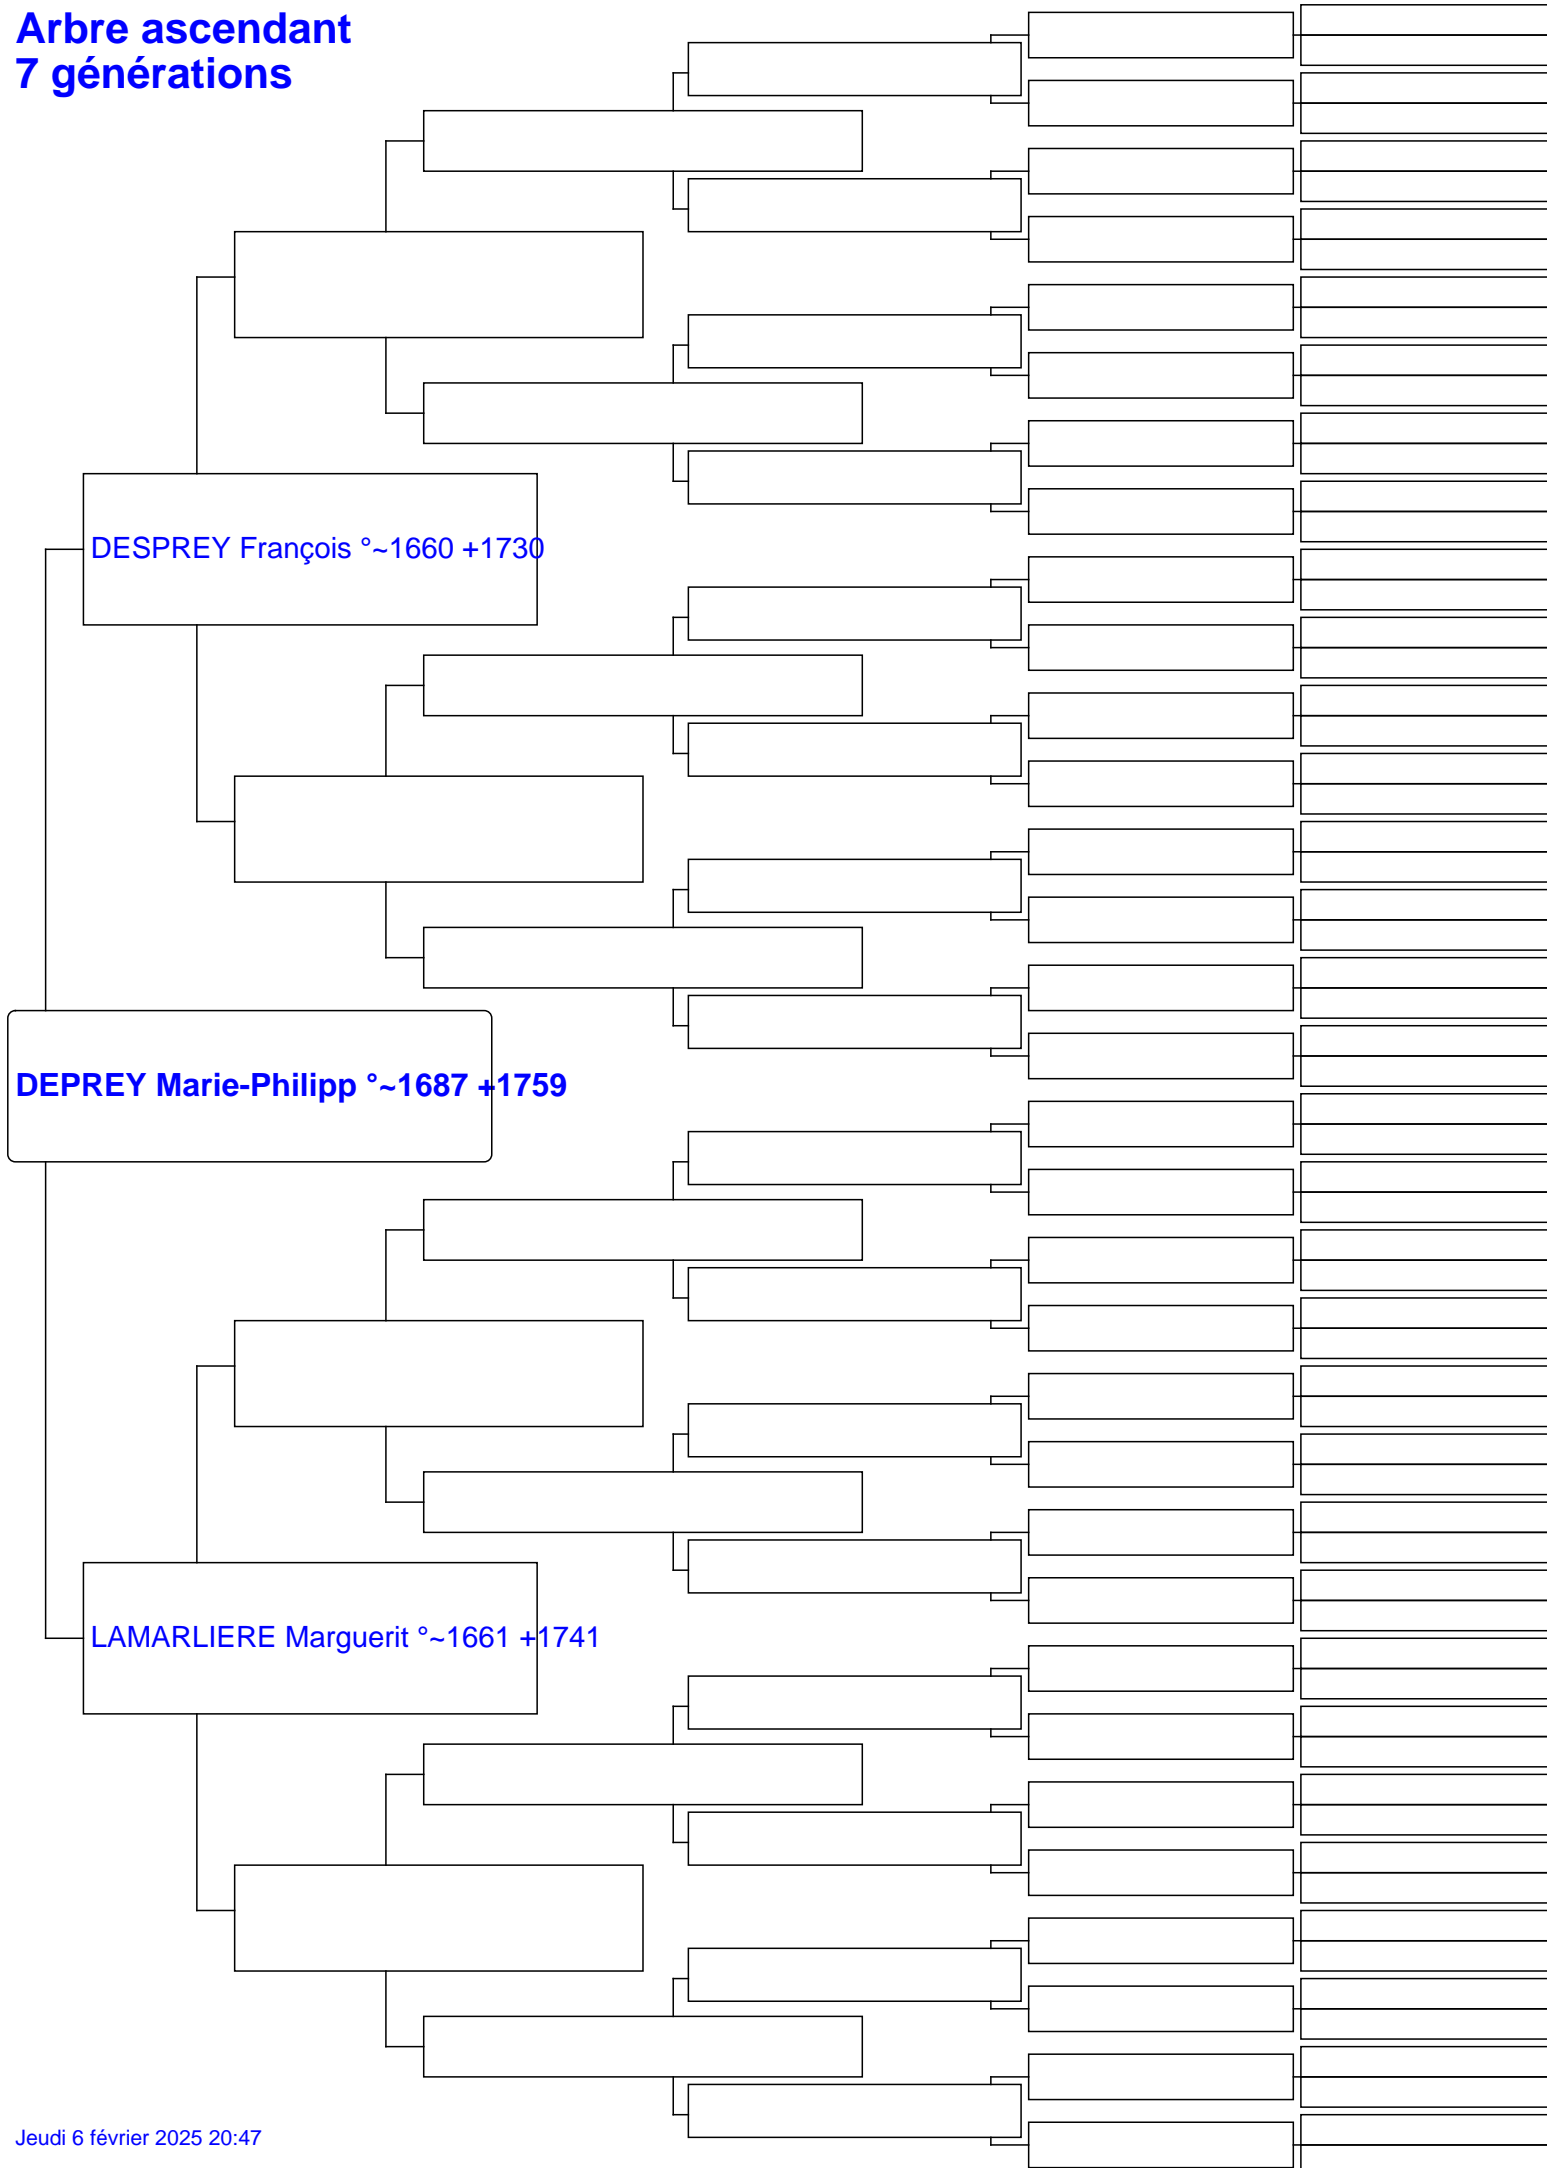 Arbre ascendant
7 générations
DESPREY François °~1660 +1730
DEPREY Marie-Philipp °~1687 +1759
LAMARLIERE Marguerit °~1661 +1741
Jeudi 6 février 2025 20:47